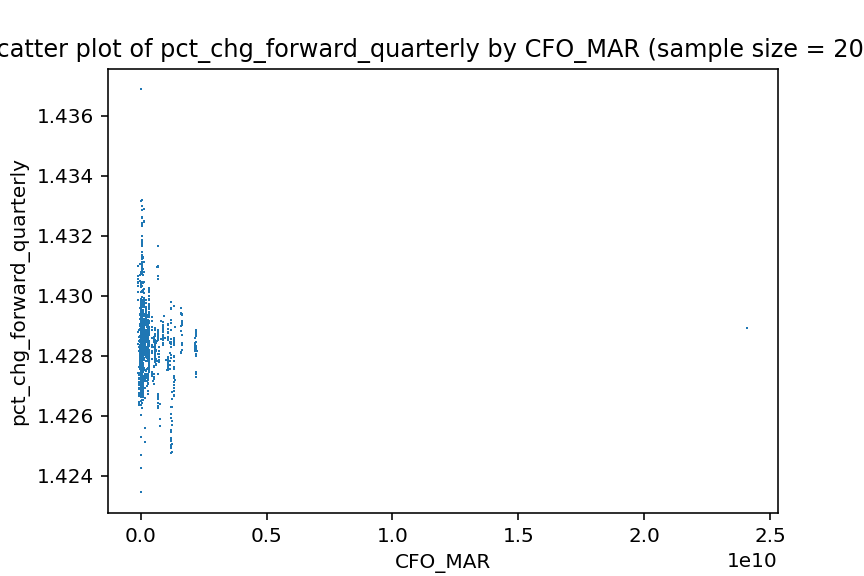 catter plot of pct_chg_forward_quarterly by CFO_MAR (sample size = 20
1.436
1.434
1.432
1.430
1.428
1.426
1.424
pct_chg_forward_quarterly
0.0 0.5 1.0 1.5 2.0 2.5
CFO_MAR
1e10